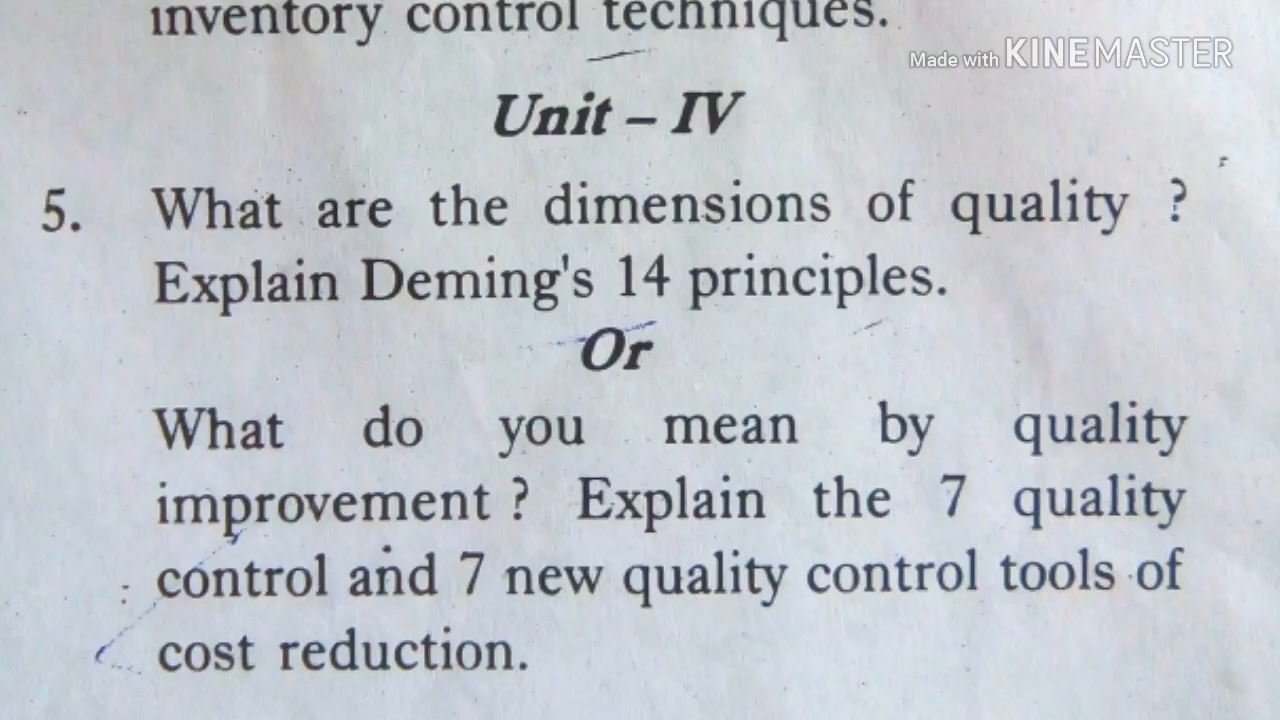 inventory control techniques.
Made with KINEMASTER
Unit – IV
5. What are the dimensions of quality ?
Explain Deming's 14 principles.
Or
What do you mean by quality
improvement ? Explain the 7 quality
control and 7 new quality control tools of
cost reduction.